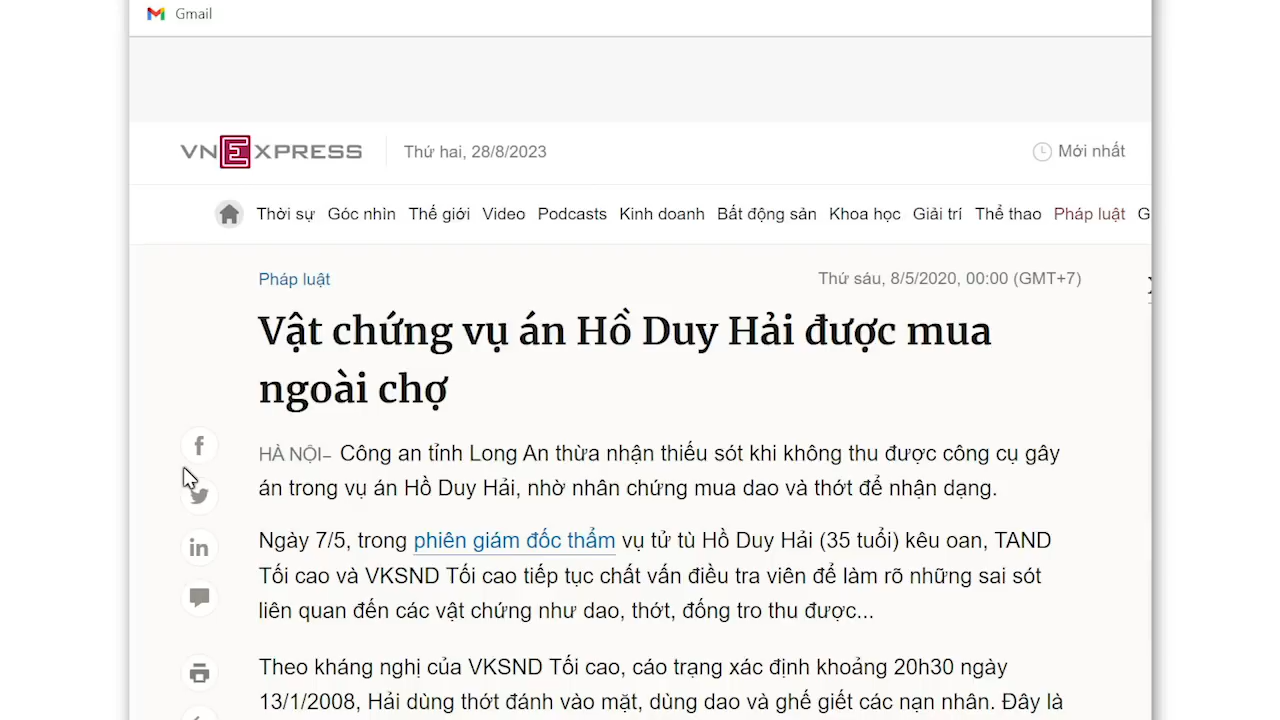 Gmail
VNEXPRESS
Thứ hai, 28/8/2023
Mới nhất
Thời sự Góc nhìn Thế giới Video Podcasts Kinh doanh Bất động sản Khoa học Giải trí Thể thao Pháp luật G
Pháp luật
Thứ sáu, 8/5/2020, 00:00 (GMT+7)
Vật chứng vụ án Hồ Duy Hải được mua
ngoài chợ
HÀ NỘI– Công an tỉnh Long An thừa nhận thiếu sót khi không thu được công cụ gây
án trong vụ án Hồ Duy Hải, nhờ nhân chứng mua dao và thớt để nhận dạng.
Ngày 7/5, trong phiên giám đốc thẩm vụ tử tù Hồ Duy Hải (35 tuổi) kêu oan, TAND
Tối cao và VKSND Tối cao tiếp tục chất vấn điều tra viên để làm rõ những sai sót
liên quan đến các vật chứng như dao, thớt, đống tro thu được...
Theo kháng nghị của VKSND Tối cao, cáo trạng xác định khoảng 20h30 ngày
13/1/2008, Hải dùng thớt đánh vào mặt, dùng dao và ghế giết các nạn nhân. Đây là